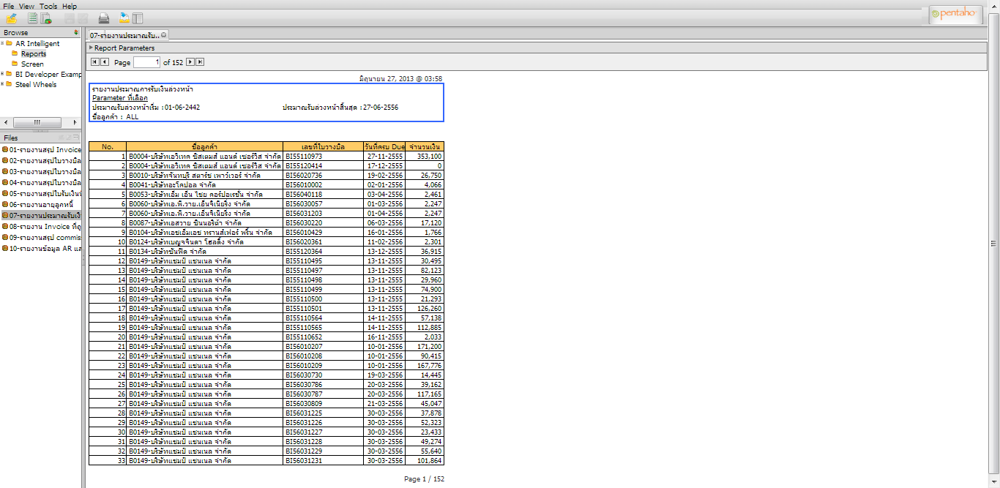 File View Tools Help
pentaho
Browse
07-รายงานประมาณรับ..
AR Intelligent
Reports
Screen
BI Developer Examp
Steel Wheels
Report Parameters
Page 1 of 152
Files
01-รายงานสรุป Invoice
02-รายงานสรุปใบวางบิล
03-รายงานสรุปใบวางบิล
04-รายงานสรุปใบวางบิล
05-รายงานสรุปใบรับเงิน
06-รายงานอายุลูกหนี้
07-รายงานประมาณรับเงิ
08-รายงาน Invoice ที่ถู
09-รายงานสรุป commis
10-รายงานข้อมูล AR แล
มิถุนายน 27, 2013 @ 03:58
รายงานประมาณการรับเงินล่วงหน้า
Parameter ที่เลือก
ประมาณรับล่วงหน้าเริ่ม :01-06-2442 ประมาณรับล่วงหน้าสิ้นสุด :27-06-2556
ชื่อลูกค้า : ALL
No. ชื่อลูกค้า เลขที่ใบวางบิล วันที่ครบ Due จำนวนเงิน
1 B0004-บริษัทเอวิเทค ซิสเตมส์ แอนด์ เซอร์วิส จำกัด BI55110973 27-11-2555 353,100
2 B0004-บริษัทเอวิเทค ซิสเตมส์ แอนด์ เซอร์วิส จำกัด BI55120414 17-12-2555 0
3 B0010-บริษัทจันทบุรี สตาร์ช เพาว์เวอร์ จำกัด BI56020736 19-02-2556 26,750
4 B0041-บริษัทอะโคปอล จำกัด BI56010002 02-01-2556 4,066
5 B0053-บริษัทเอ็ม เอ็น ไชย คอร์ปอเรชั่น จำกัด BI56040118 03-04-2556 2,461
6 B0060-บริษัทเอ.พี.วาย.เอ็นจิเนียริ่ง จำกัด BI56030057 01-03-2556 2,247
7 B0060-บริษัทเอ.พี.วาย.เอ็นจิเนียริ่ง จำกัด BI56031203 01-04-2556 2,247
8 B0087-บริษัทเอสวาย ซินนอริต้า จำกัด BI56030220 06-03-2556 17,120
9 B0104-บริษัทเอชเอ็มเอช ทรานส์เฟอร์ พริ้น จำกัด BI56010429 16-01-2556 1,766
10 B0124-บริษัทเบญจจินดา โฮลดิ้ง จำกัด BI56020361 11-02-2556 2,301
11 B0134-บริษัทซันฟีด จำกัด BI55120364 13-12-2555 36,915
12 B0149-บริษัทแชมป์ แชนเนล จำกัด BI55110495 13-11-2555 30,495
13 B0149-บริษัทแชมป์ แชนเนล จำกัด BI55110497 13-11-2555 82,123
14 B0149-บริษัทแชมป์ แชนเนล จำกัด BI55110498 13-11-2555 29,960
15 B0149-บริษัทแชมป์ แชนเนล จำกัด BI55110499 13-11-2555 74,900
16 B0149-บริษัทแชมป์ แชนเนล จำกัด BI55110500 13-11-2555 21,293
17 B0149-บริษัทแชมป์ แชนเนล จำกัด BI55110501 13-11-2555 126,260
18 B0149-บริษัทแชมป์ แชนเนล จำกัด BI55110564 14-11-2555 57,138
19 B0149-บริษัทแชมป์ แชนเนล จำกัด BI55110565 14-11-2555 112,885
20 B0149-บริษัทแชมป์ แชนเนล จำกัด BI55110652 16-11-2555 2,033
21 B0149-บริษัทแชมป์ แชนเนล จำกัด BI56010207 10-01-2556 171,200
22 B0149-บริษัทแชมป์ แชนเนล จำกัด BI56010208 10-01-2556 90,415
23 B0149-บริษัทแชมป์ แชนเนล จำกัด BI56010209 10-01-2556 167,776
24 B0149-บริษัทแชมป์ แชนเนล จำกัด BI56030730 19-03-2556 14,445
25 B0149-บริษัทแชมป์ แชนเนล จำกัด BI56030786 20-03-2556 39,162
26 B0149-บริษัทแชมป์ แชนเนล จำกัด BI56030787 20-03-2556 117,165
27 B0149-บริษัทแชมป์ แชนเนล จำกัด BI56030809 21-03-2556 45,047
28 B0149-บริษัทแชมป์ แชนเนล จำกัด BI56031225 30-03-2556 37,878
29 B0149-บริษัทแชมป์ แชนเนล จำกัด BI56031226 30-03-2556 52,323
30 B0149-บริษัทแชมป์ แชนเนล จำกัด BI56031227 30-03-2556 23,433
31 B0149-บริษัทแชมป์ แชนเนล จำกัด BI56031228 30-03-2556 49,274
32 B0149-บริษัทแชมป์ แชนเนล จำกัด BI56031229 30-03-2556 55,640
33 B0149-บริษัทแชมป์ แชนเนล จำกัด BI56031231 30-03-2556 101,864
Page 1 / 152